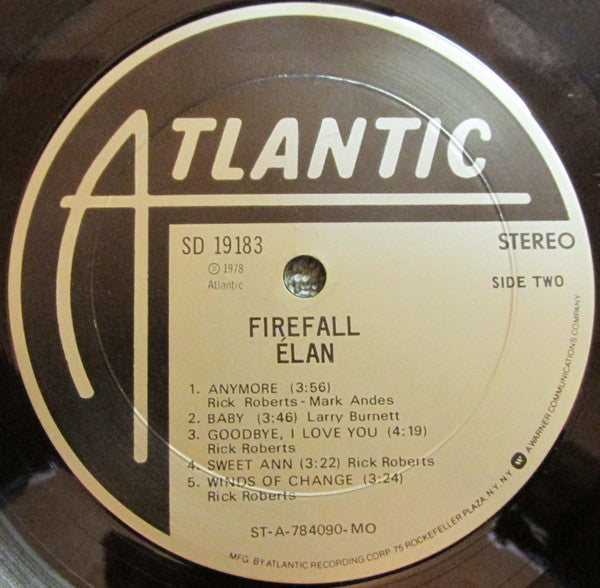 ATLANTIC
SD 19183
STEREO
℗ 1978
Atlantic
SIDE TWO
FIREFALL
ÉLAN
1. ANYMORE (3:56)
Rick Roberts - Mark Andes
2. BABY (3:46) Larry Burnett
3. GOODBYE, I LOVE YOU (4:19)
Rick Roberts
4. SWEET ANN (3:22) Rick Roberts
5. WINDS OF CHANGE (3:24)
Rick Roberts
ST-A-784090-MO
MFG. BY ATLANTIC RECORDING CORP. 75 ROCKEFELLER PLAZA, N.Y. N.Y. W A WARNER COMMUNICATIONS COMPANY